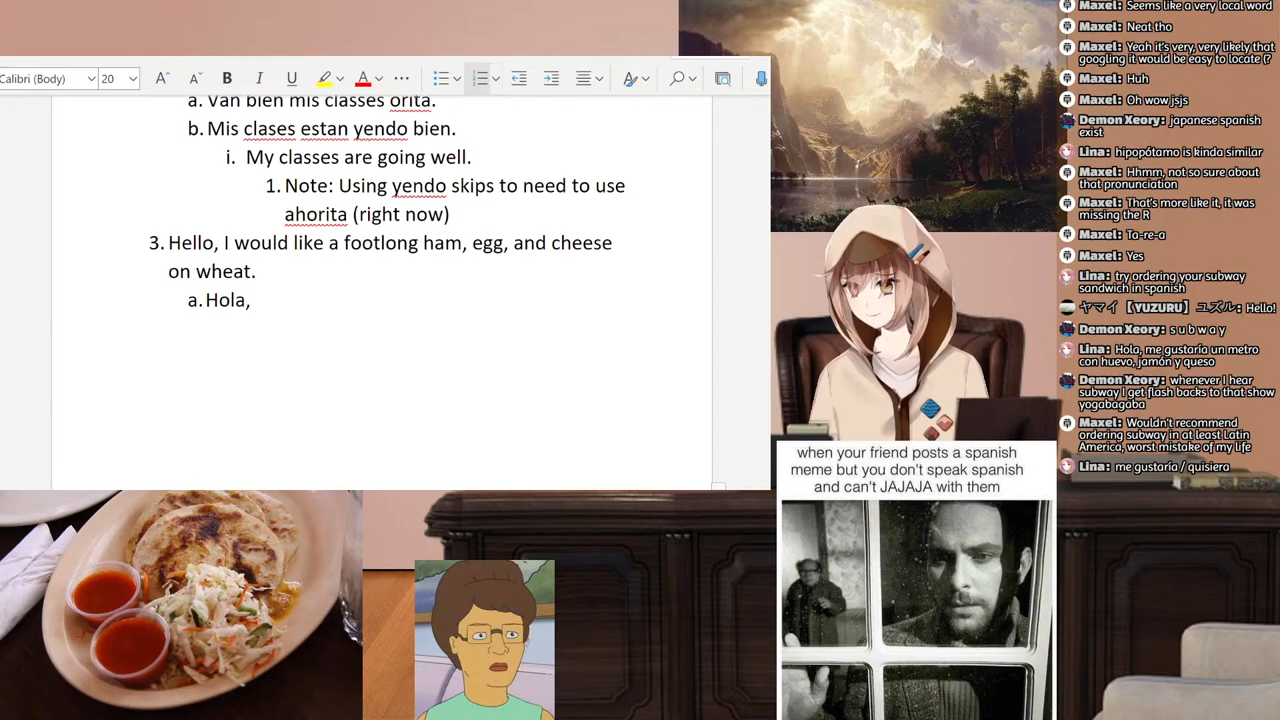 Calibri (Body)
20
B
I
U
A
a. Van bien mis classes orita.
b. Mis clases estan yendo bien.
i. My classes are going well.
1. Note: Using yendo skips to need to use
ahorita (right now)
3. Hello, I would like a footlong ham, egg, and cheese
on wheat.
a. Hola,
Maxel: Seems like a very local word
Maxel: Neat tho
Maxel: Yeah it's very, very likely that
googling it would be easy to locate (?
Maxel: Huh
Maxel: Oh wow jsjs
Demon Xeory: japanese spanish
exist
Lina: hipopótamo is kinda similar
Maxel: Hhmm, not so sure about
that pronunciation
Maxel: That's more like it, it was
missing the R
Maxel: Ta-re-a
Maxel: Yes
Lina: try ordering your subway
sandwich in spanish
ヤマイ【YUZURU】ユズル: Hello!
Demon Xeory: s u b w a y
Lina: Hola, me gustaría un metro
con huevo, jamón y queso
Demon Xeory: whenever I hear
subway I get flash backs to that show
yogabagaba
Maxel: Wouldn't recommend
ordering subway in at least Latin
America, worst mistake of my life
Lina: me gustaría / quisiera
when your friend posts a spanish
meme but you don't speak spanish
and can't JAJAJA with them